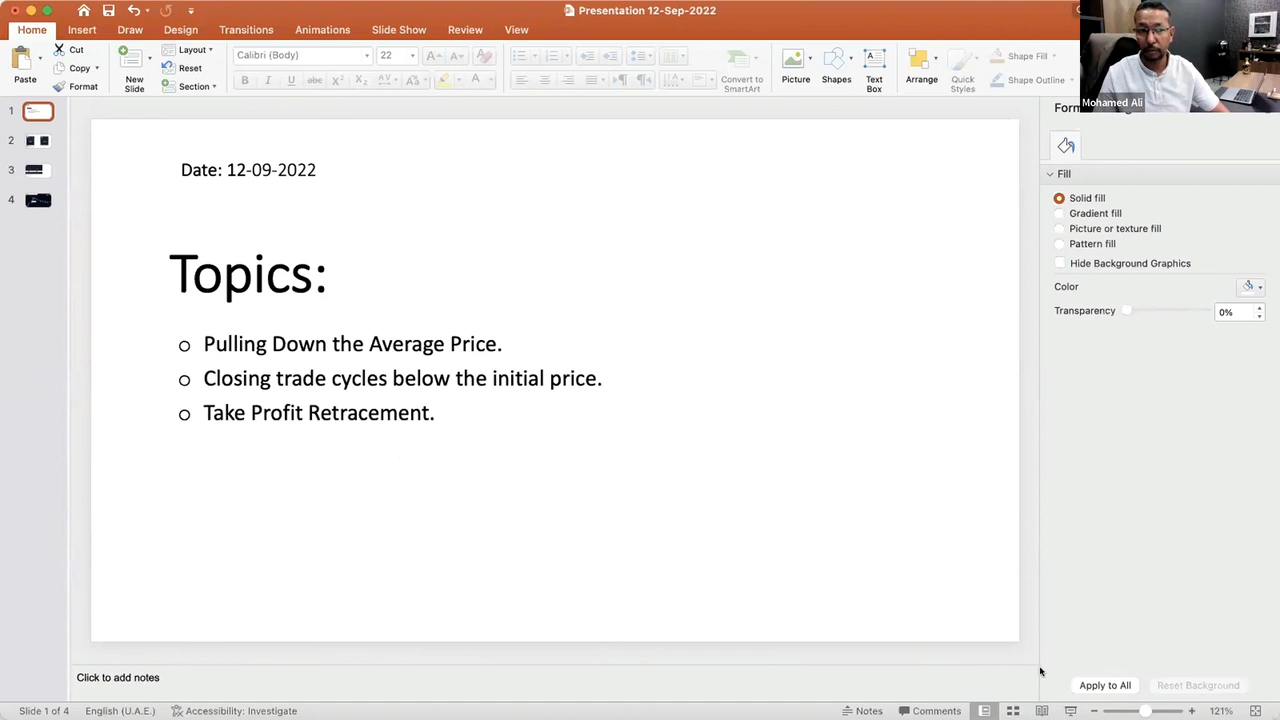 Presentation 12-Sep-2022
Home Insert Draw Design Transitions Animations Slide Show Review View
Paste
Cut
Copy
Format
New Slide
Layout
Reset
Section
Calibri (Body) 22
Convert to SmartArt
Picture
Shapes
Text Box
Arrange
Quick Styles
Shape Fill
Shape Outline
Mohamed Ali
1
2
3
4
Date: 12-09-2022
Topics:
Pulling Down the Average Price.
Closing trade cycles below the initial price.
Take Profit Retracement.
Fill
Solid fill
Gradient fill
Picture or texture fill
Pattern fill
Hide Background Graphics
Color
Transparency 0%
Apply to All Reset Background
Click to add notes
Slide 1 of 4 English (U.A.E.) Accessibility: Investigate Notes Comments 121%